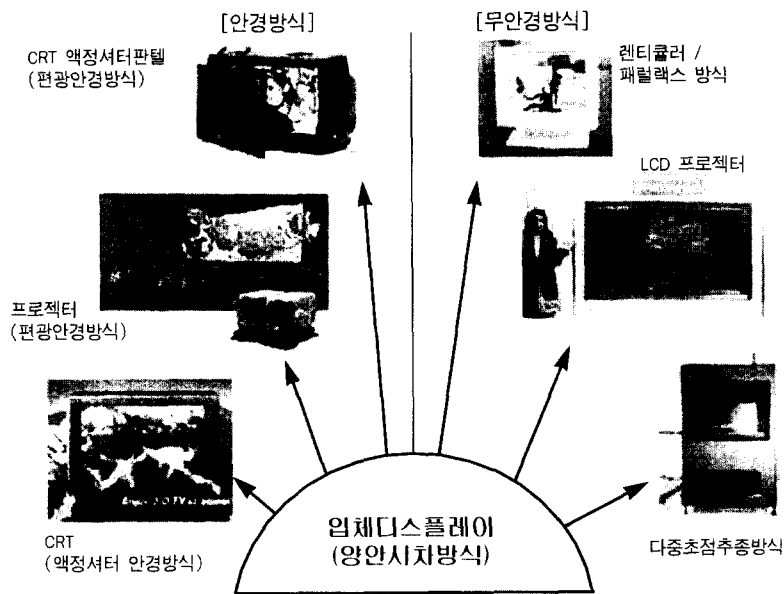 [안경방식]
[무안경방식]
CRT 액정셔터판텔
(편광안경방식)
렌티큘러 /
패럴랙스 방식
LCD 프로젝터
프로젝터
(편광안경방식)
CRT
(액정셔터 안경방식)
다중초점추종방식
입체디스플레이
(양안시차방식)